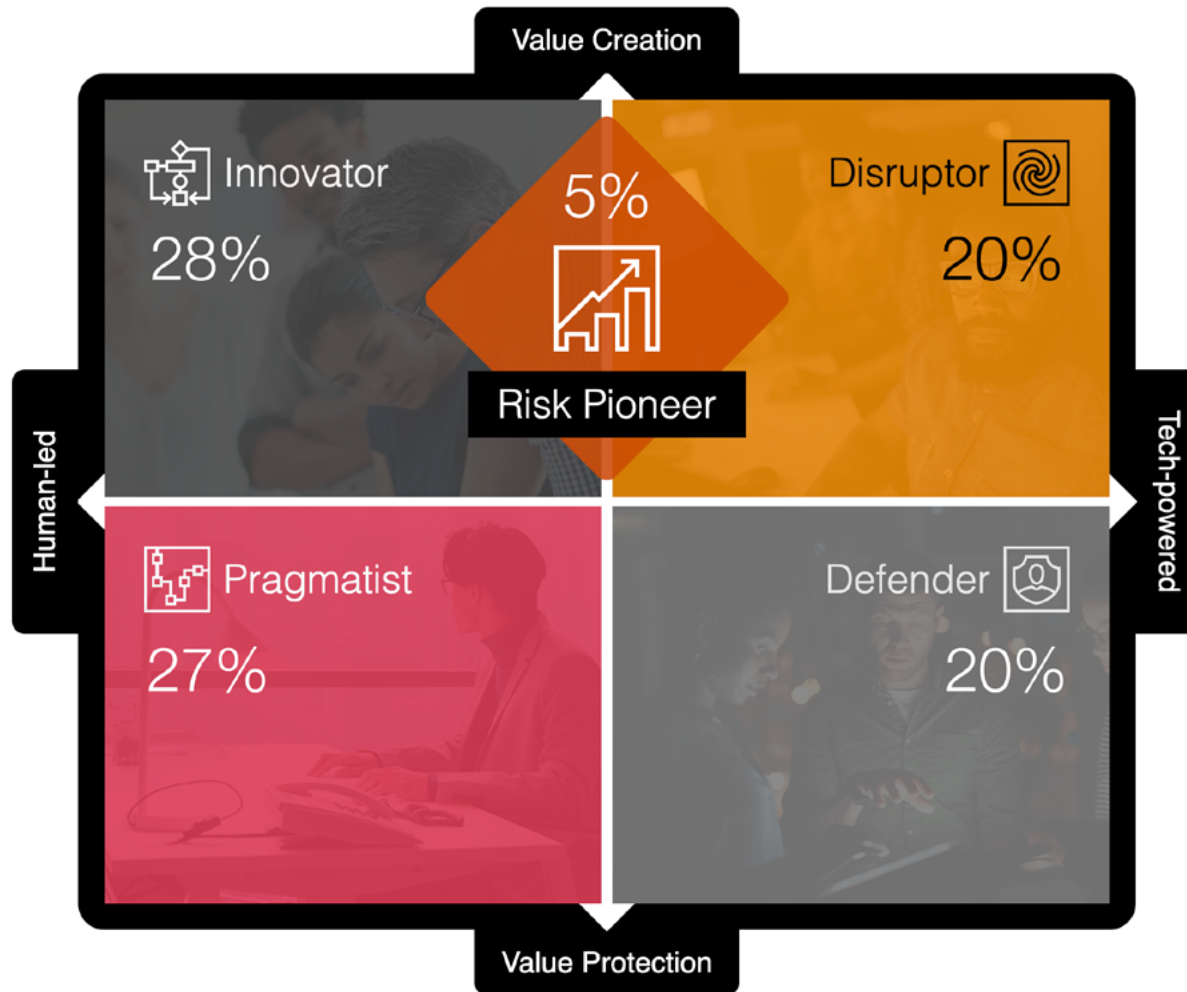 Value Creation
Innovator
28%
5%
Risk Pioneer
Disruptor
20%
Human-led
Tech-powered
Pragmatist
27%
Defender
20%
Value Protection